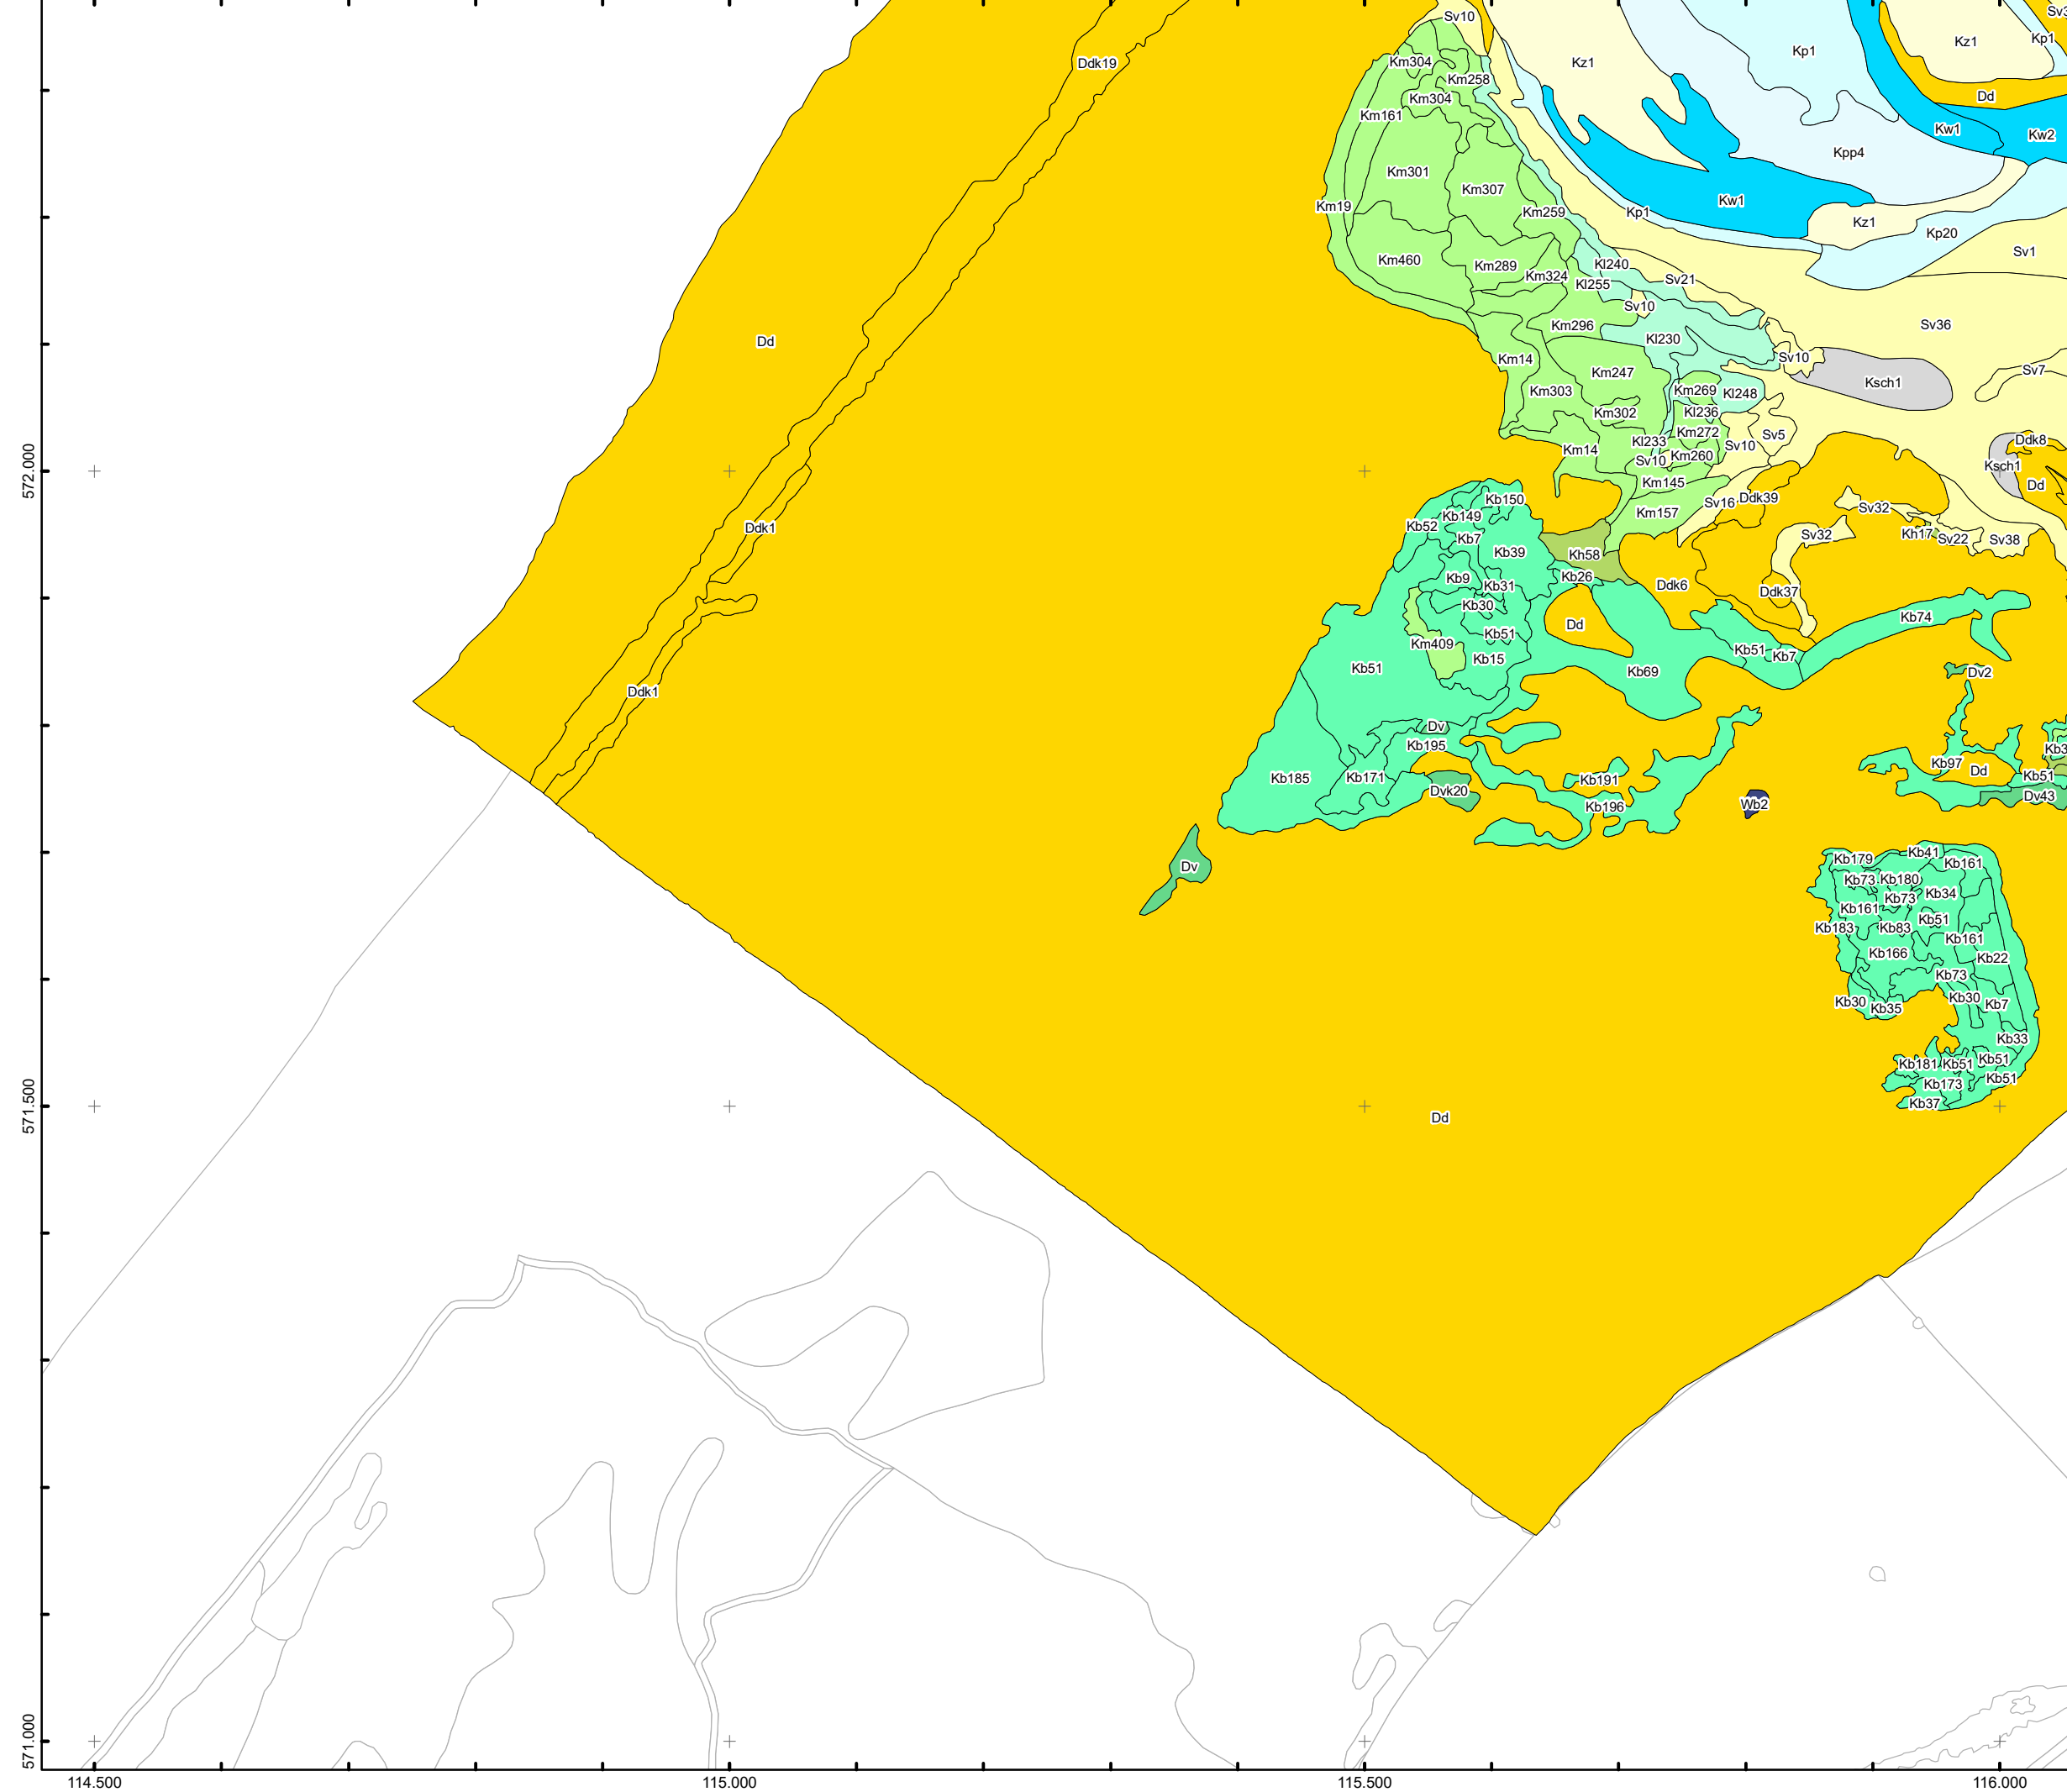 Sv10
Sv3
Ddk19
Km304
Km258
Kz1
Kp1
Kz1
Kp1
Km304
Dd
Km161
Kw1
Kw2
Kpp4
Km301
Km307
Kw1
Km19
Km259
Kp1
Kz1
Kp20
Sv1
Km460
Km289
Kl240
Km324
Kl255
Sv21
Sv10
Sv36
Dd
Km296
Kl230
Km14
Sv10
Sv7
Km247
Ksch1
Km303
Km269
Kl248
Km302
Kl236
Km272
Sv5
Kl233
Sv10
Ddk8
Km14
Sv10
Km260
Ksch1
572.000
Km145
Dd
Kb150
Sv16
Ddk39
Kb149
Km157
Sv32
Ddk1
Kb52
Kb7
Sv32
Kh17
Sv22
Sv38
Kb39
Kh58
Kb9
Kb31
Kb26
Ddk6
Ddk37
Kb30
Dd
Kb74
Km409
Kb51
Kb51
Kb7
Kb15
Kb51
Kb69
Dv2
Ddk1
Dv
Kb195
Kb3
Kb185
Kb171
Kb191
Kb97
Dd
Kb51
Dvk20
Kb196
Wb2
Dv43
Dv
Kb179
Kb41
Kb161
Kb73
Kb180
Kb34
Kb73
Kb161
Kb51
Kb183
Kb83
Kb161
Kb166
Kb22
Kb73
Kb30
Kb35
Kb30
Kb7
Kb33
Kb181
Kb51
Kb51
Kb173
Kb51
Kb37
571.500
Dd
571.000
114.500
115.000
115.500
116.000